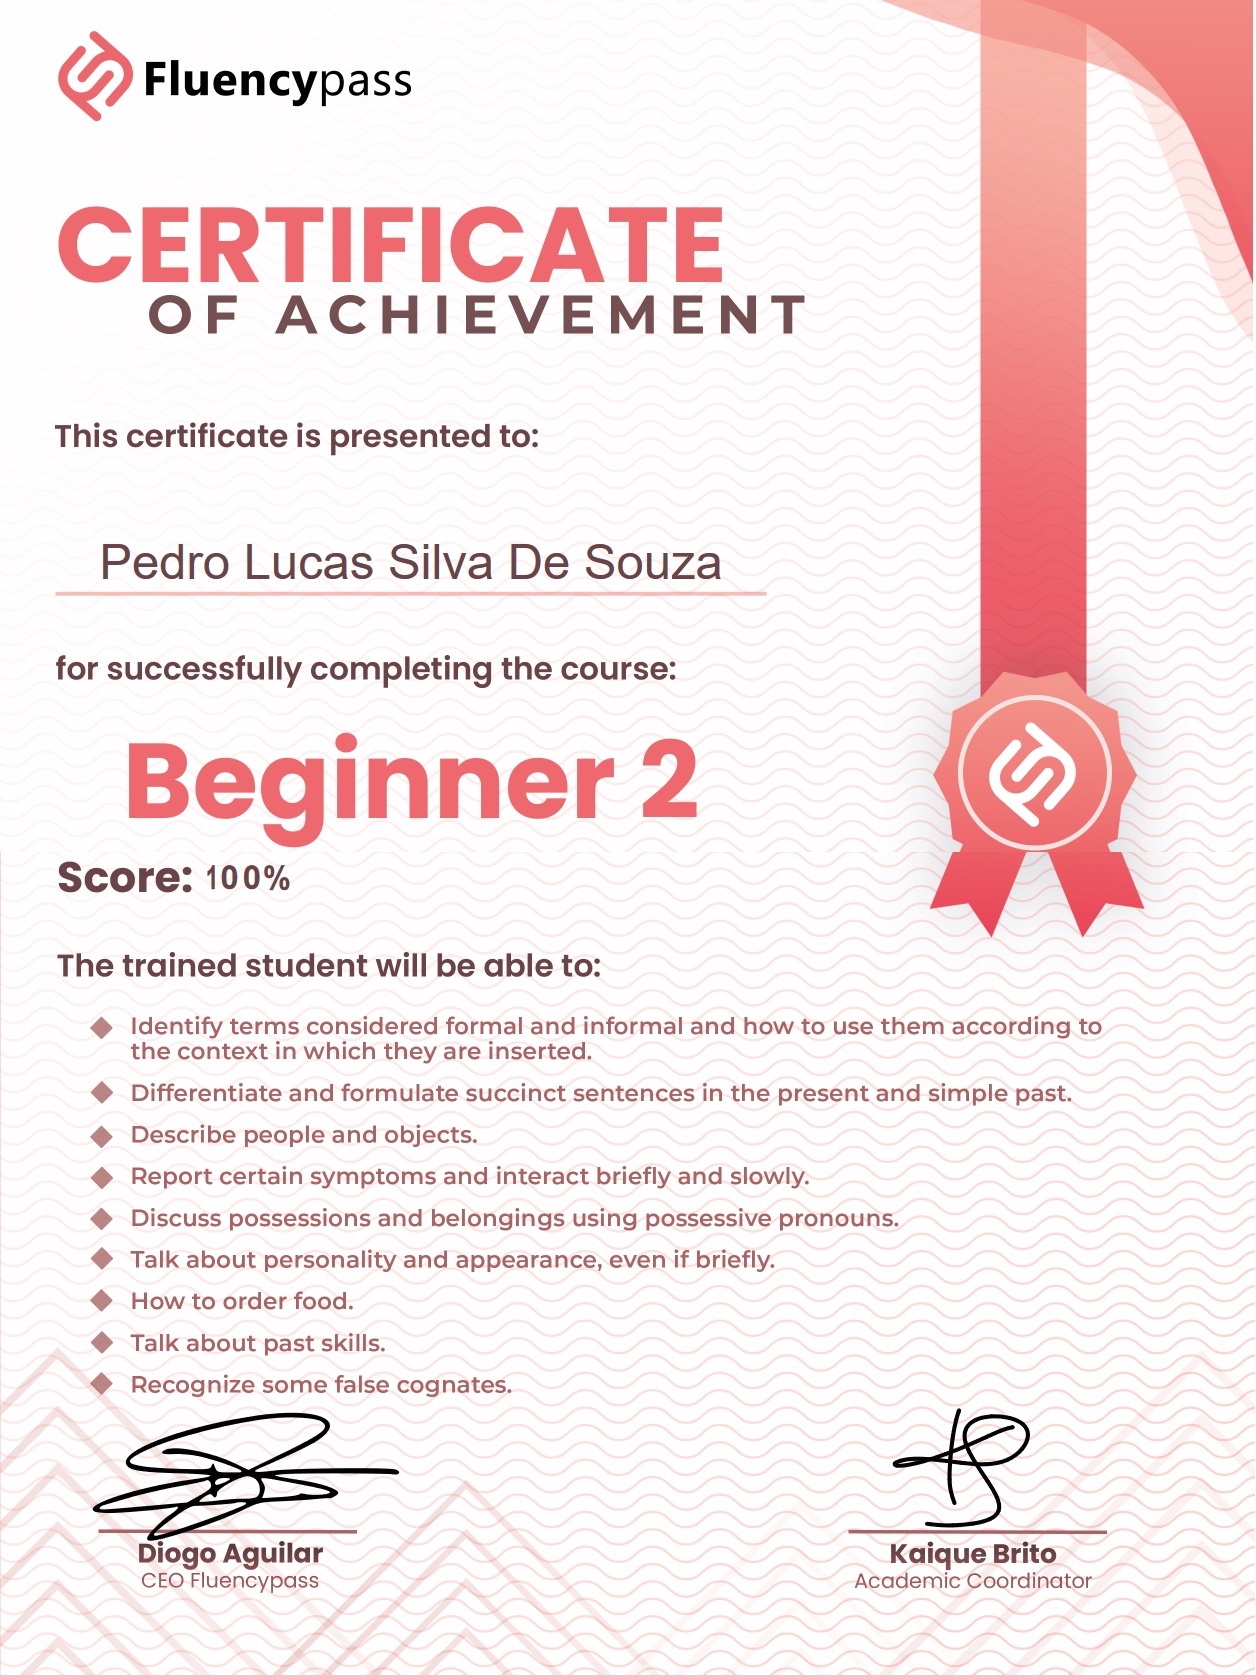 Fluencypass
CERTIFICATE
OF ACHIEVEMENT
This certificate is presented to:
Pedro Lucas Silva De Souza
for successfully completing the course:
Beginner 2
Score: 100%
The trained student will be able to:
Identify terms considered formal and informal and how to use them according to
the context in which they are inserted.
Differentiate and formulate succinct sentences in the present and simple past.
Describe people and objects.
Report certain symptoms and interact briefly and slowly.
Discuss possessions and belongings using possessive pronouns.
Talk about personality and appearance, even if briefly.
How to order food.
Talk about past skills.
Recognize some false cognates.
Diogo Aguilar
CEO Fluencypass
Kaique Brito
Academic Coordinator